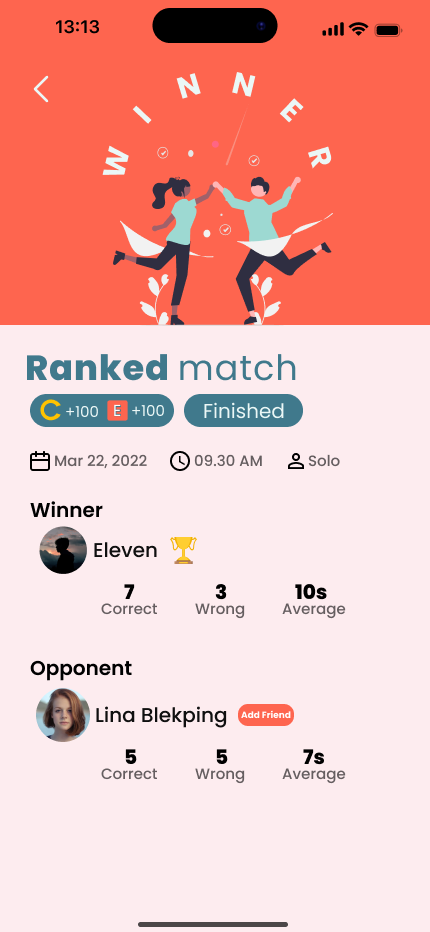 13:13
WINNER
Ranked match
C +100 E +100 Finished
Mar 22, 2022 09.30 AM Solo
Winner
Eleven
7 3 10s
Correct Wrong Average
Opponent
Lina Blekping Add Friend
5 5 7s
Correct Wrong Average